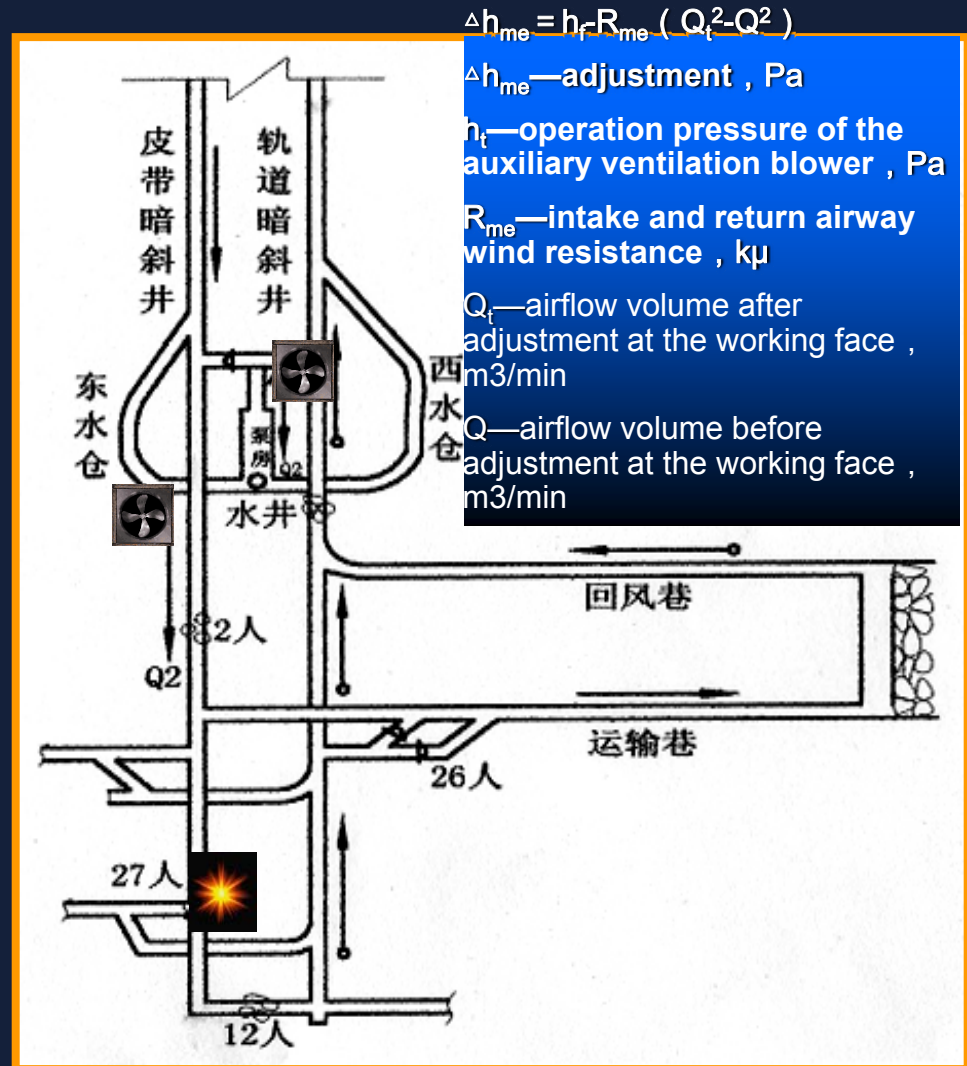 △hme = hf-Rme ( Qt2-Q2 )
△hme—adjustment , Pa
ht—operation pressure of the
auxiliary ventilation blower , Pa
Rme—intake and return airway
wind resistance , kμ
Qt—airflow volume after
adjustment at the working face ,
m3/min
Q—airflow volume before
adjustment at the working face ,
m3/min
皮带暗斜井
轨道暗斜井
东水仓
西水仓
泵房
Q2
水井
2人
Q2
回风巷
运输巷
26人
27人
12人